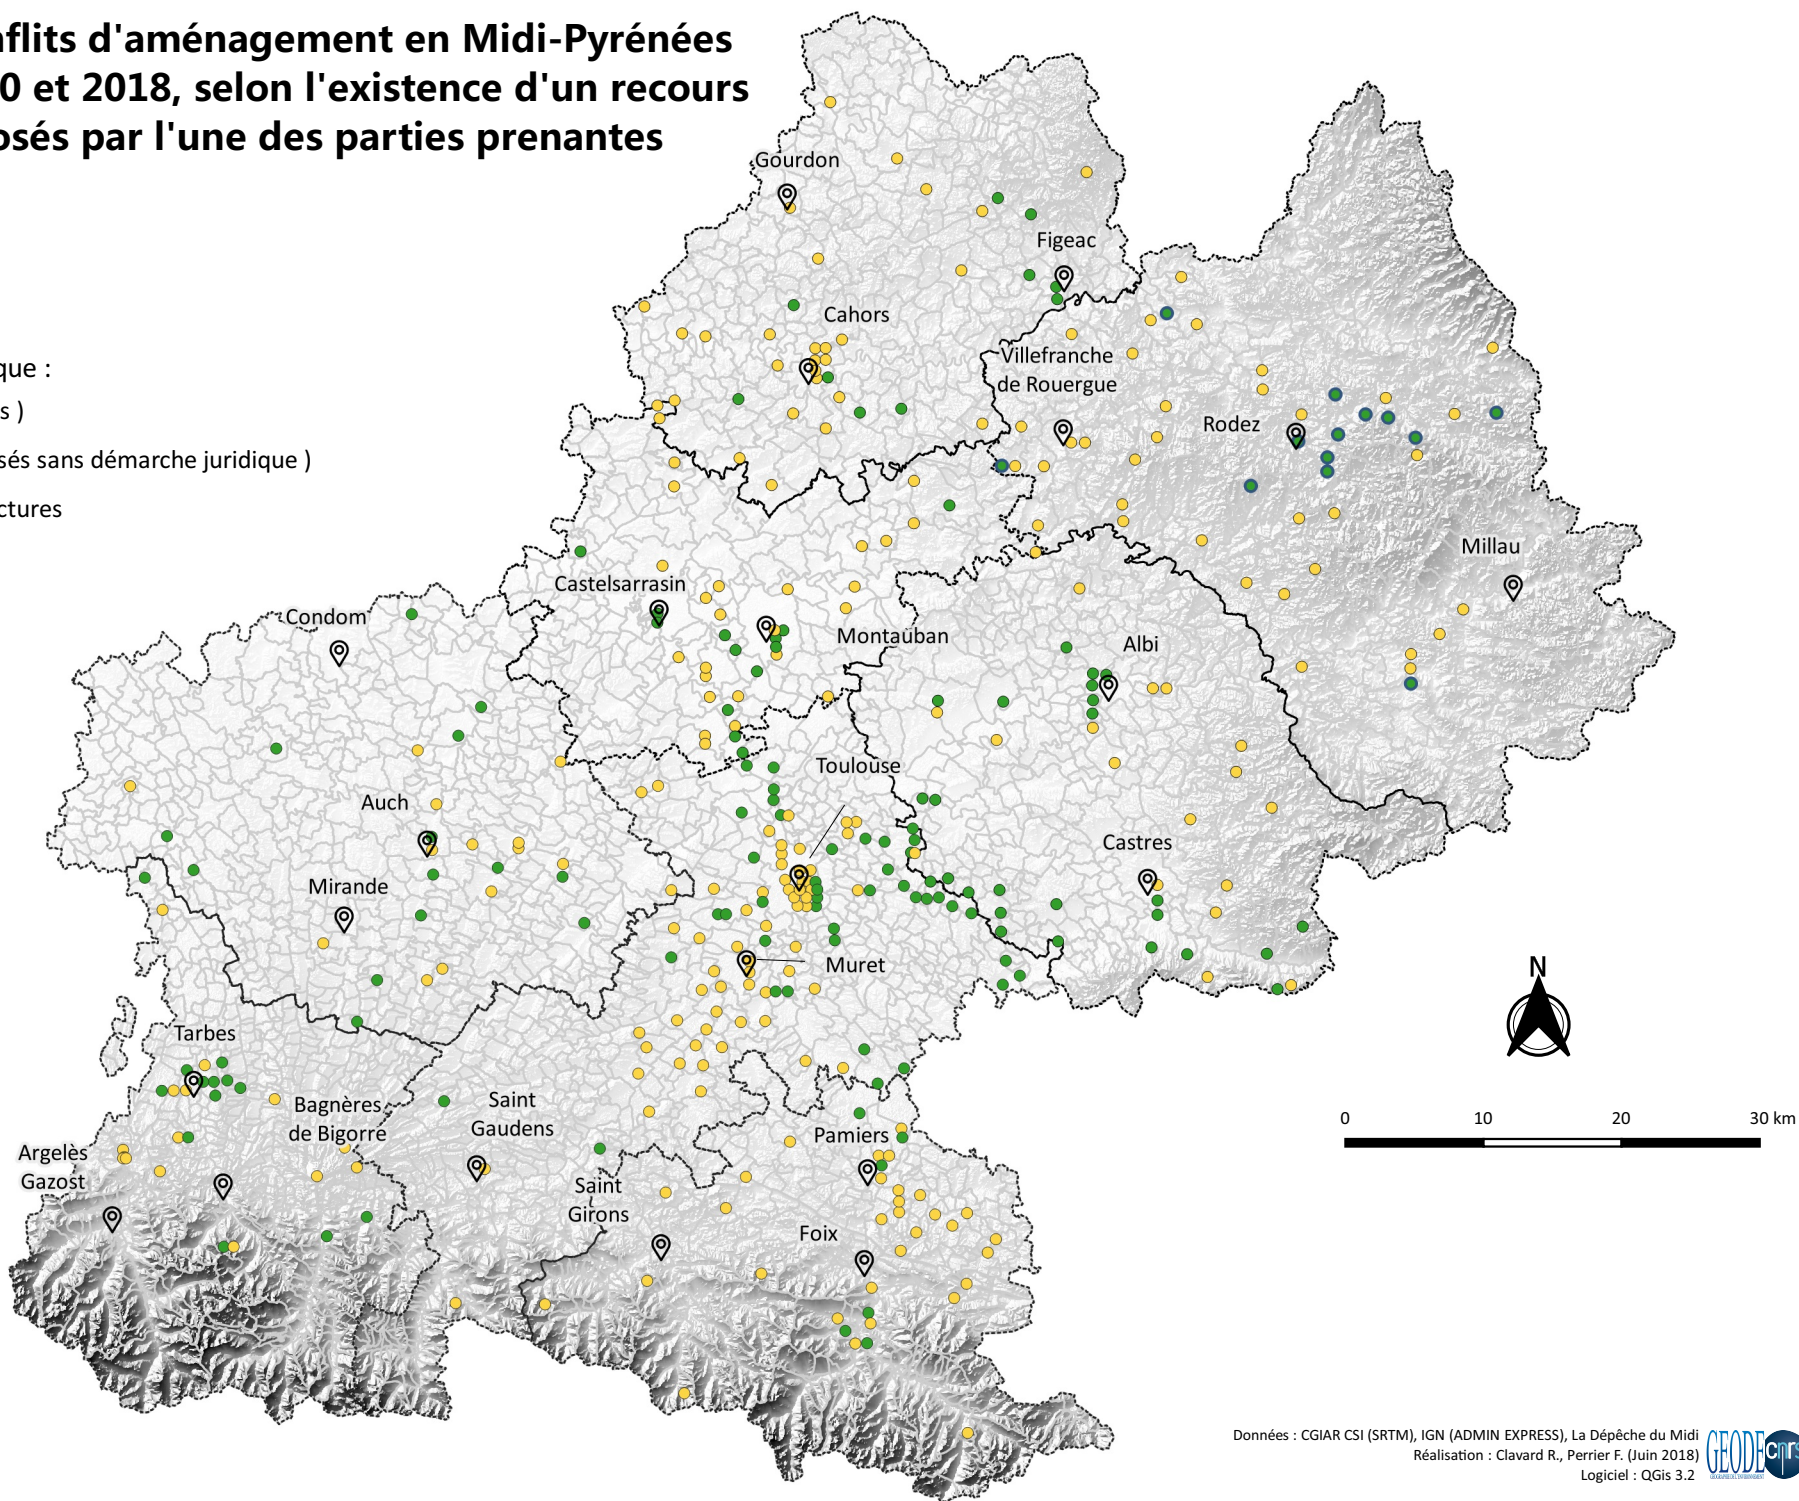 nflits d'aménagement en Midi-Pyrénées
0 et 2018, selon l'existence d'un recours
osés par l'une des parties prenantes
que :
s )
sés sans démarche juridique )
ctures
Gourdon
Figeac
Cahors
Villefranche
de Rouergue
Rodez
Millau
Castelsarrasin
Condom
Montauban
Albi
Toulouse
Auch
Castres
Mirande
Muret
N
Tarbes
Bagnères
de Bigorre
Saint
Gaudens
Pamiers
Argelès
Gazost
Saint
Girons
Foix
0 10 20 30 km
Données : CGIAR CSI (SRTM), IGN (ADMIN EXPRESS), La Dépêche du Midi
Réalisation : Clavard R., Perrier F. (Juin 2018)
Logiciel : QGis 3.2
GEODE
cnrs